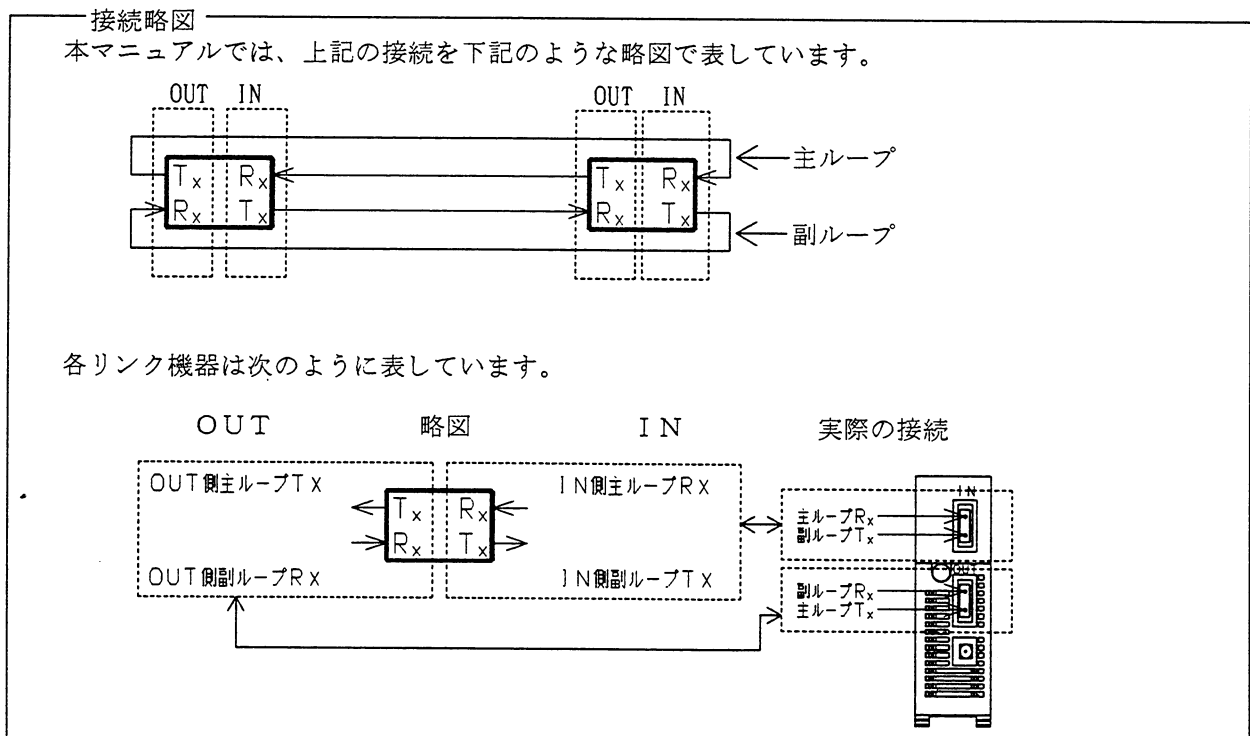 接続略図
本マニュアルでは、上記の接続を下記のような略図で表しています。
OUT IN OUT IN
Tx Rx Tx Rx ←主ループ
Rx Tx Rx Tx ←副ループ
各リンク機器は次のように表しています。
OUT 略図 IN 実際の接続
OUT側主ループTx IN側主ループRx
Tx Rx
Rx Tx
OUT側副ループRx IN側副ループTx
IN
主ループRx
副ループTx
OUT
副ループRx
主ループTx